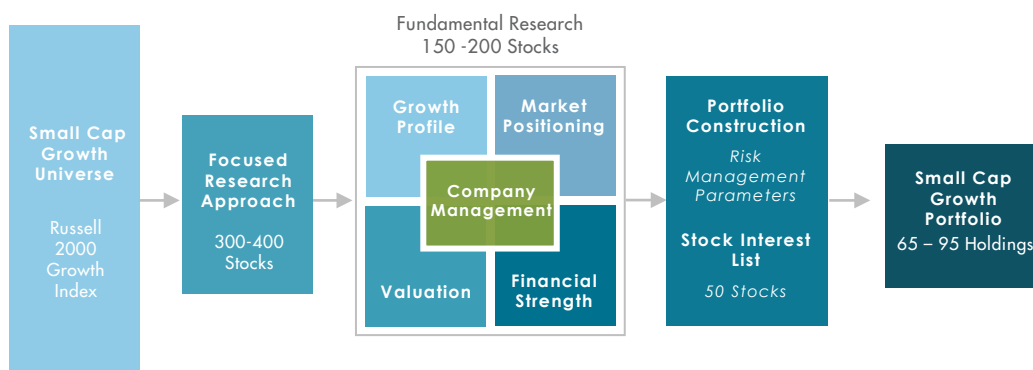 Small Cap
Growth
Universe
Russell
2000
Growth
Index
Focused
Research
Approach
300-400
Stocks
Fundamental Research
150 -200 Stocks
Growth
Profile
Market
Positioning
Company
Management
Valuation
Financial
Strength
Portfolio
Construction
Risk
Management
Parameters
Stock Interest
List
50 Stocks
Small Cap
Growth
Portfolio
65 – 95 Holdings